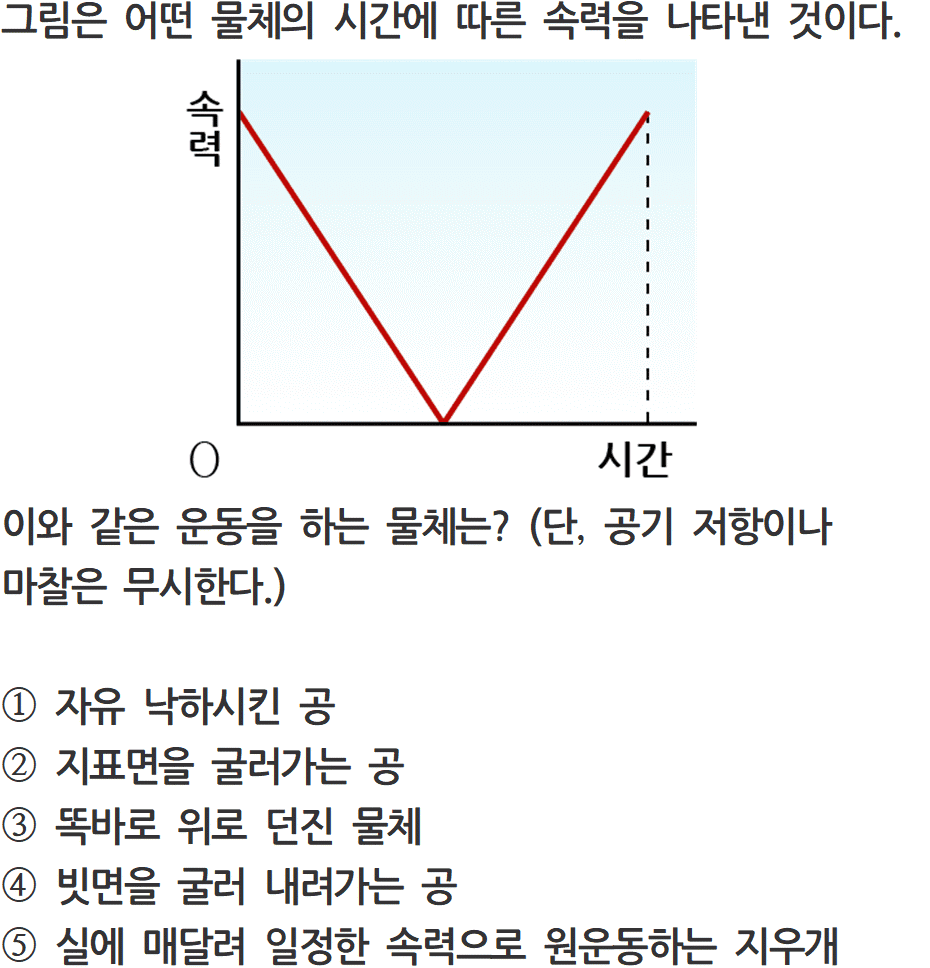 그림은 어떤 물체의 시간에 따른 속력을 나타낸 것이다.
속력
O
시간
이와 같은 운동을 하는 물체는? (단, 공기 저항이나
마찰은 무시한다.)
① 자유 낙하시킨 공
② 지표면을 굴러가는 공
③ 똑바로 위로 던진 물체
④ 빗면을 굴러 내려가는 공
⑤ 실에 매달려 일정한 속력으로 원운동하는 지우개